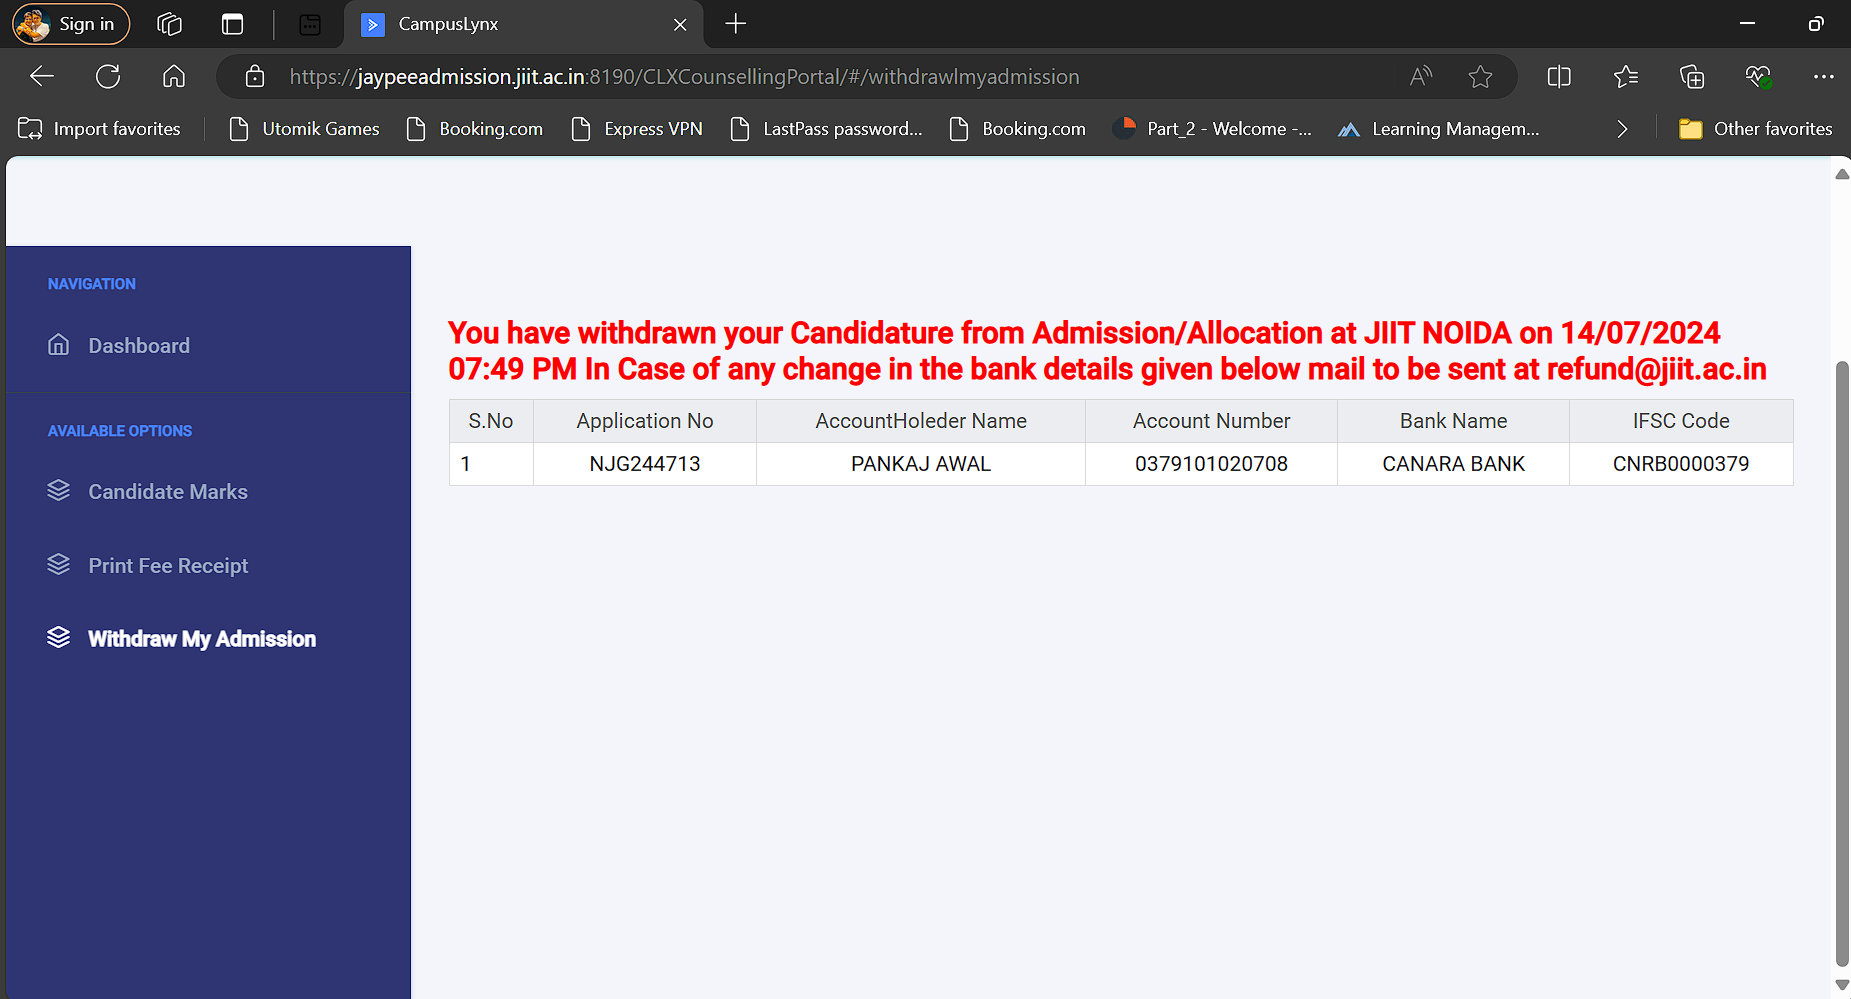 Sign in
CampusLynx
https://jaypeeadmission.jiit.ac.in:8190/CLXCounsellingPortal/#/withdrawlmyadmission
Import favorites
Utomik Games
Booking.com
Express VPN
LastPass password...
Booking.com
Part_2 - Welcome -...
Learning Managem...
Other favorites
NAVIGATION
Dashboard
AVAILABLE OPTIONS
Candidate Marks
Print Fee Receipt
Withdraw My Admission
You have withdrawn your Candidature from Admission/Allocation at JIIT NOIDA on 14/07/2024
07:49 PM In Case of any change in the bank details given below mail to be sent at refund@jiit.ac.in
S.No Application No AccountHoleder Name Account Number Bank Name IFSC Code
1 NJG244713 PANKAJ AWAL 0379101020708 CANARA BANK CNRB0000379